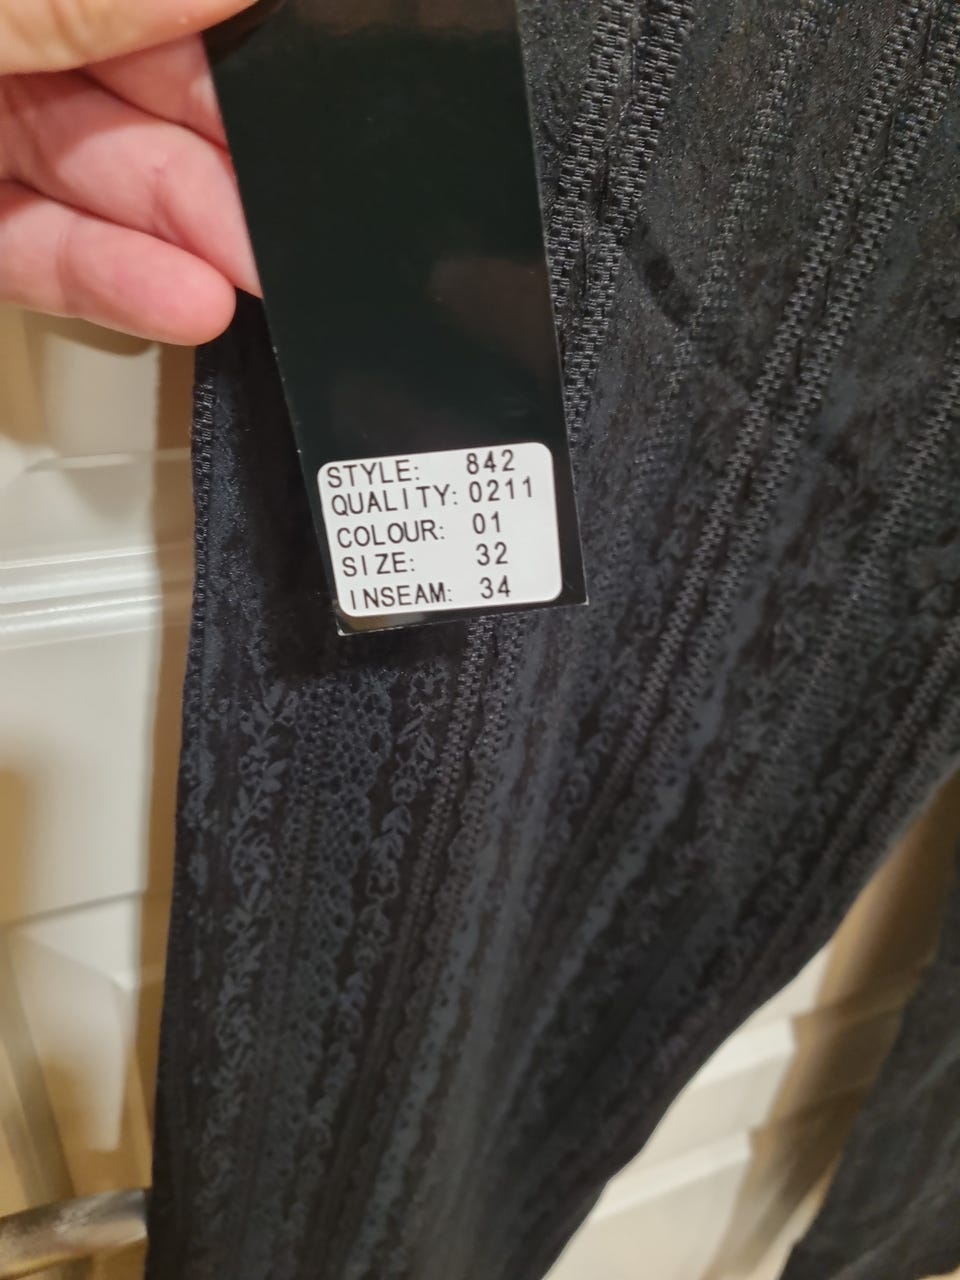 STYLE: 842
QUALITY: 0211
COLOUR: 01
SIZE: 32
INSEAM: 34